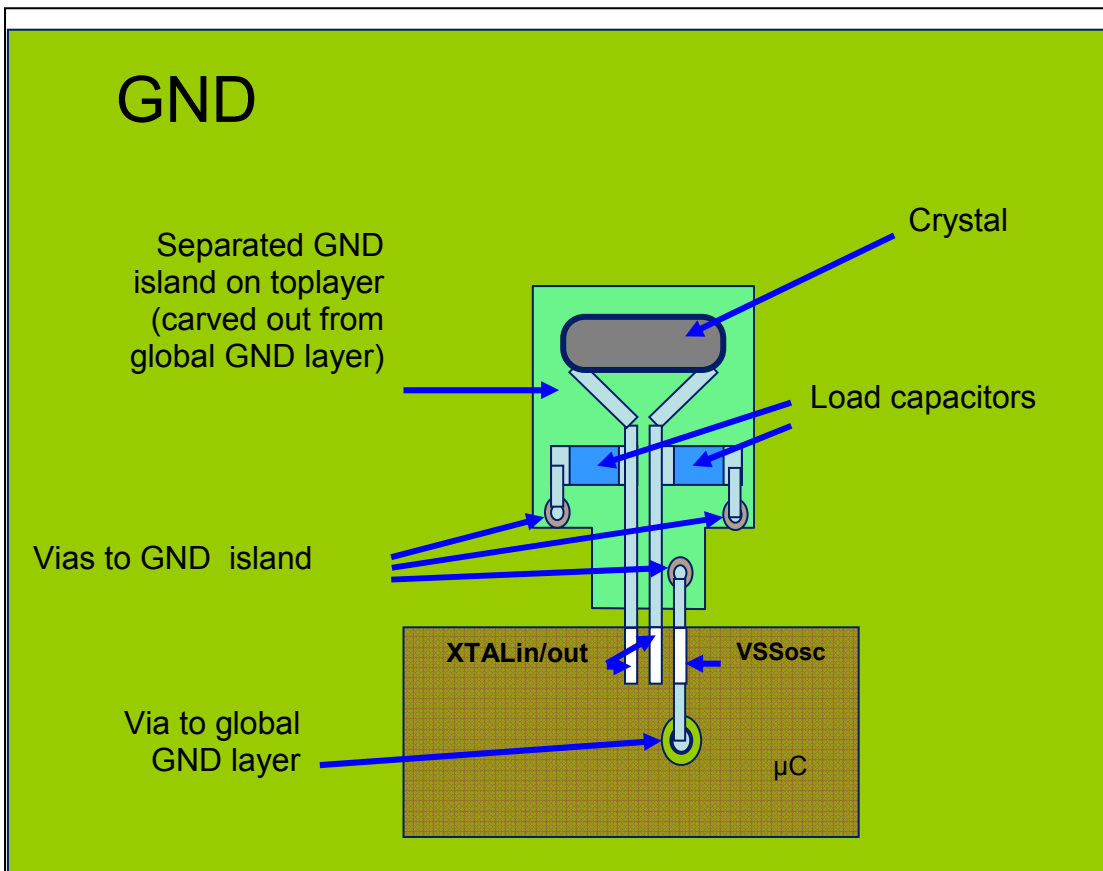 GND
Crystal
Separated GND
island on toplayer
(carved out from
global GND layer)
Load capacitors
Vias to GND  island
XTALin/out
VSSosc
Via to global
GND layer
µC